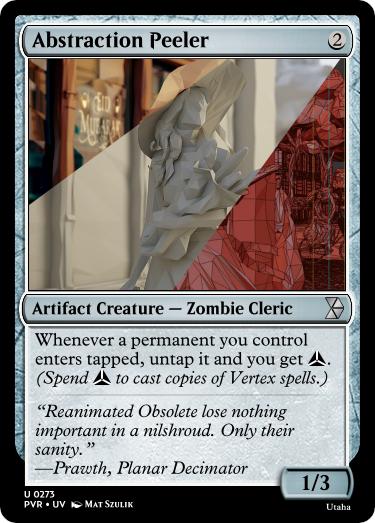 Abstraction Peeler 2
Artifact Creature — Zombie Cleric
Whenever a permanent you control
enters tapped, untap it and you get .
(Spend to cast copies of Vertex spells.)
“Reanimated Obsolete lose nothing
important in a nilshroud. Only their
sanity.”
—Prawth, Planar Decimator
1/3
U 0273
PVR • UV Mat Szulik
Utaha